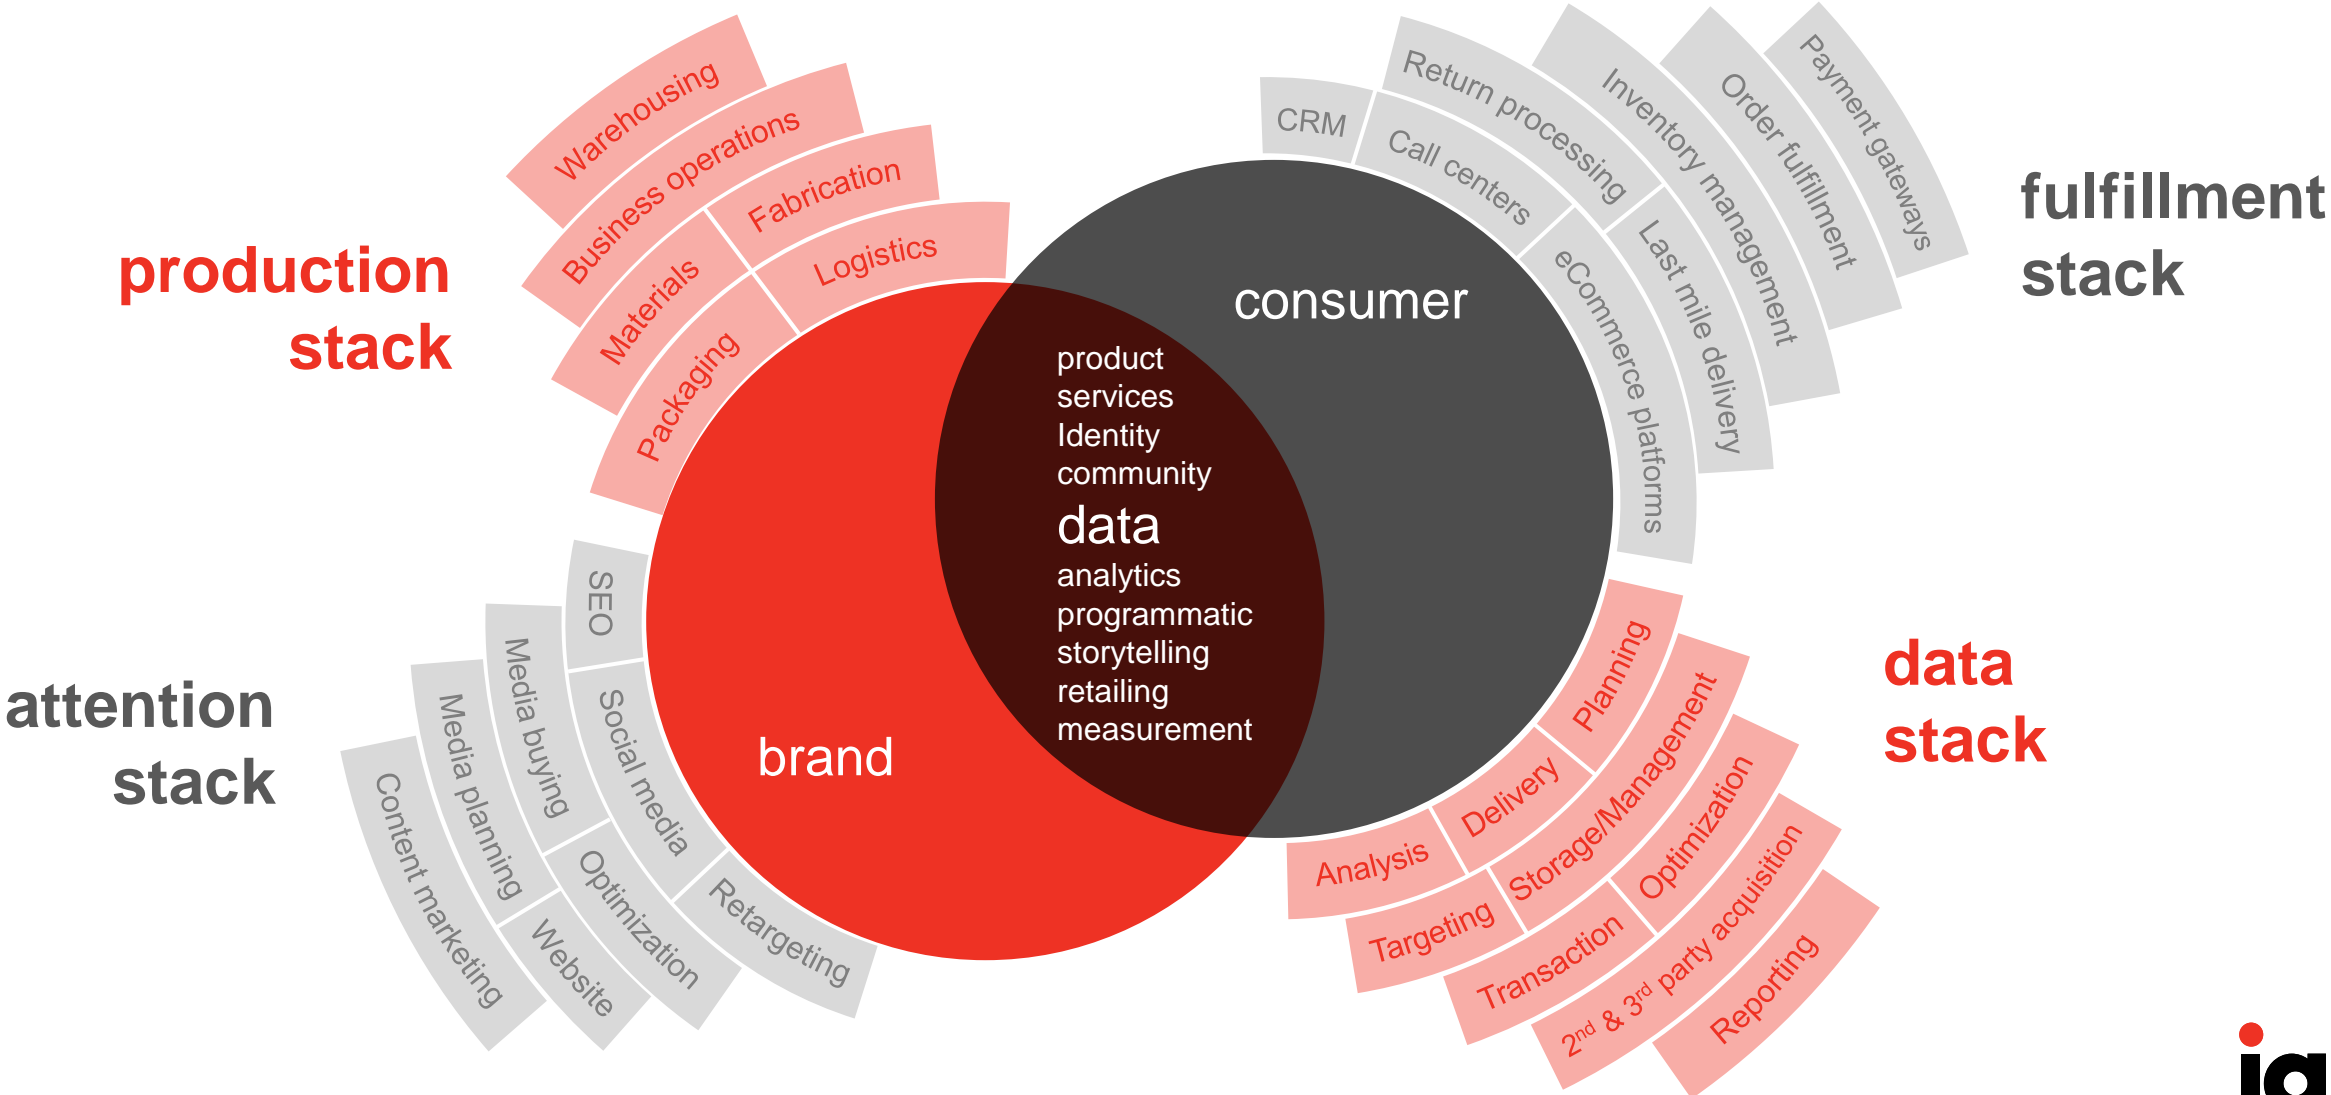 production
stack
Warehousing
Business operations
Fabrication
Materials
Logistics
Packaging
CRM
Call centers
Return processing
Inventory management
Order fulfillment
Payment gateways
Last mile delivery
eCommerce platforms
fulfillment
stack
consumer
product
services
Identity
community
data
analytics
programmatic
storytelling
retailing
measurement
brand
attention
stack
SEO
Social media
Retargeting
Media buying
Optimization
Media planning
Website
Content marketing
data
stack
Planning
Delivery
Analysis
Storage/Management
Targeting
Optimization
Transaction
2nd & 3rd party acquisition
Reporting